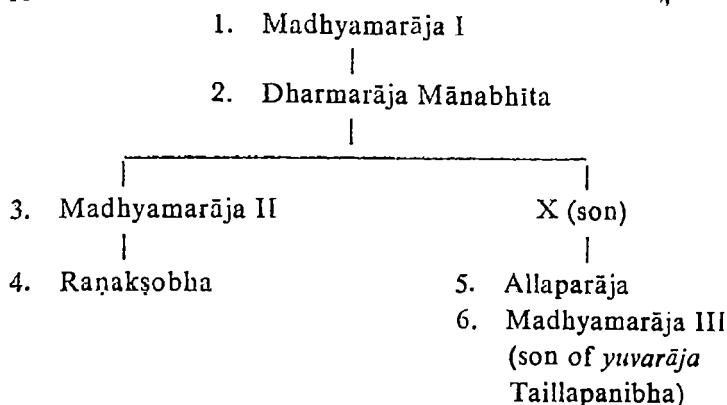 1. Madhyamarāja I
2. Dharmarāja Mānabhīta
3. Madhyamarāja II X (son)
4. Raṇakṣobha 5. Allaparāja
6. Madhyamarāja III
(son of yuvarāja
Taillapanibha)